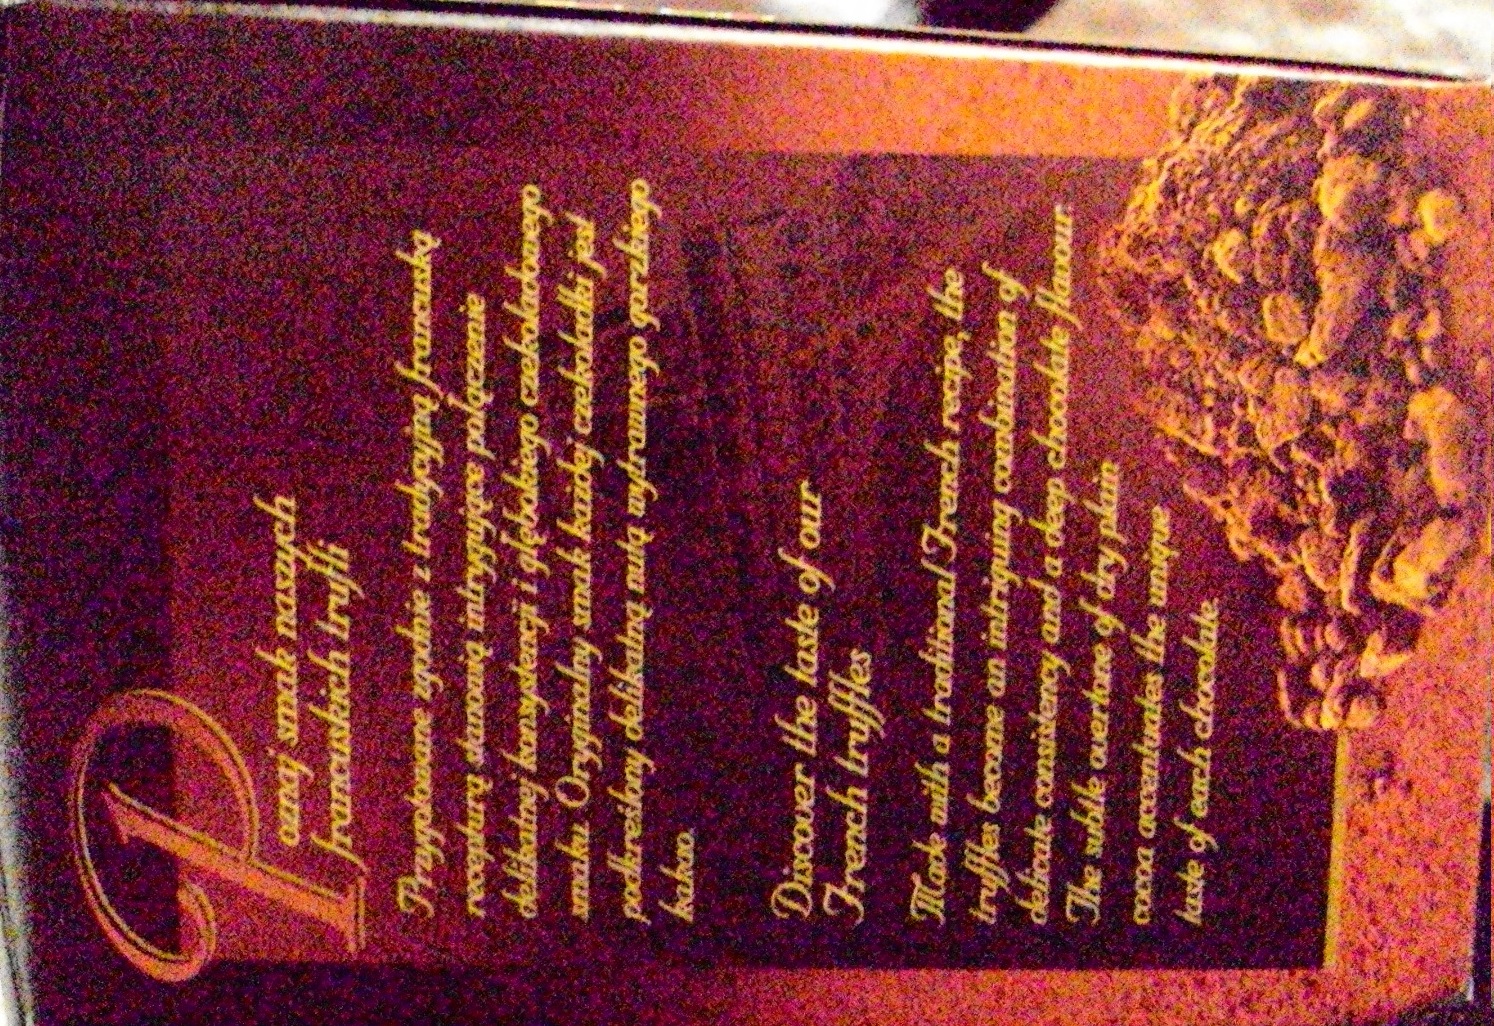 Poznaj smak naszych
francuskich trufli
Przygotowane zgodnie z tradycyjną francuską
recepturą stanowią intrygujące połączenie
delikatnej konsystencji i głębokiego czekoladowego
smaku. Oryginalny smak każdej czekoladki jest
podkreślony delikatną nutą wytrawnego gorzkiego
kakao.
Discover the taste of our
French truffles
Made with a traditional French recipe, the
truffles become an intriguing combination of
delicate consistency and a deep chocolate flavour.
The subtle overtone of dry plain
cocoa accentuates the unique
taste of each chocolate.